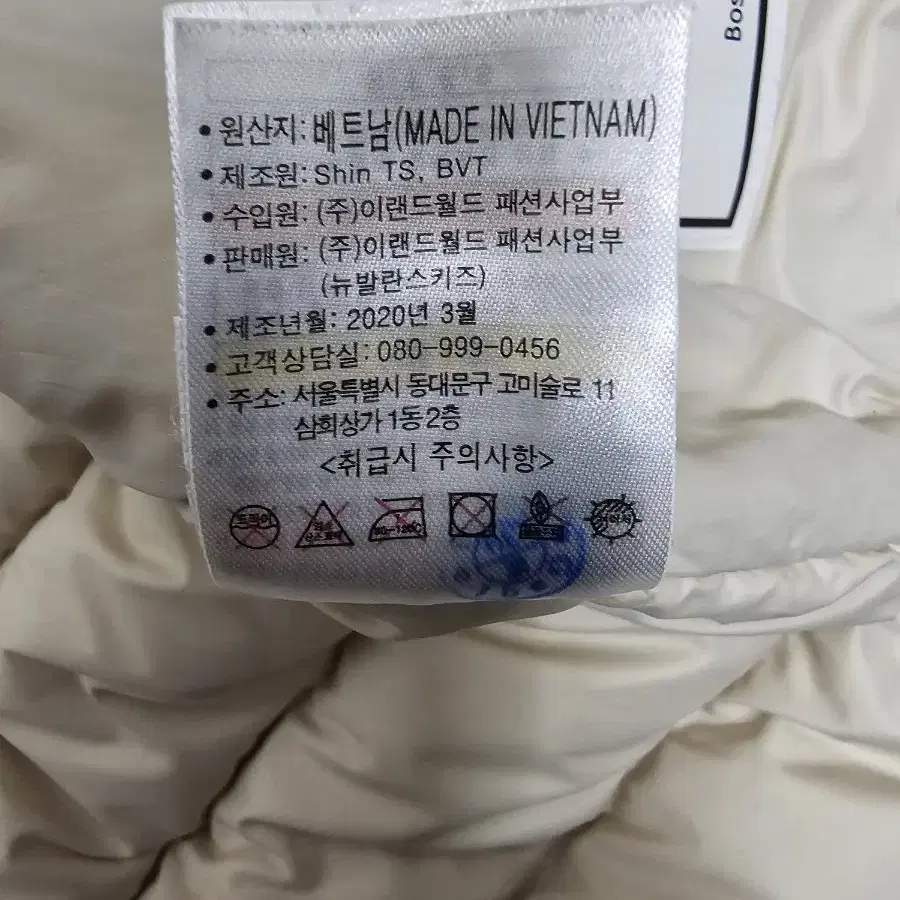 Bos
• 원산지: 베트남(MADE IN VIETNAM)
• 제조원: Shin TS, BVT
• 수입원: (주)이랜드월드 패션사업부
• 판매원: (주)이랜드월드 패션사업부
(뉴발란스키즈)
• 제조년월: 2020년 3월
• 고객상담실: 080-999-0456
• 주소: 서울특별시 동대문구 고미술로 11
삼희상가 1동 2층
<취급시 주의사항>